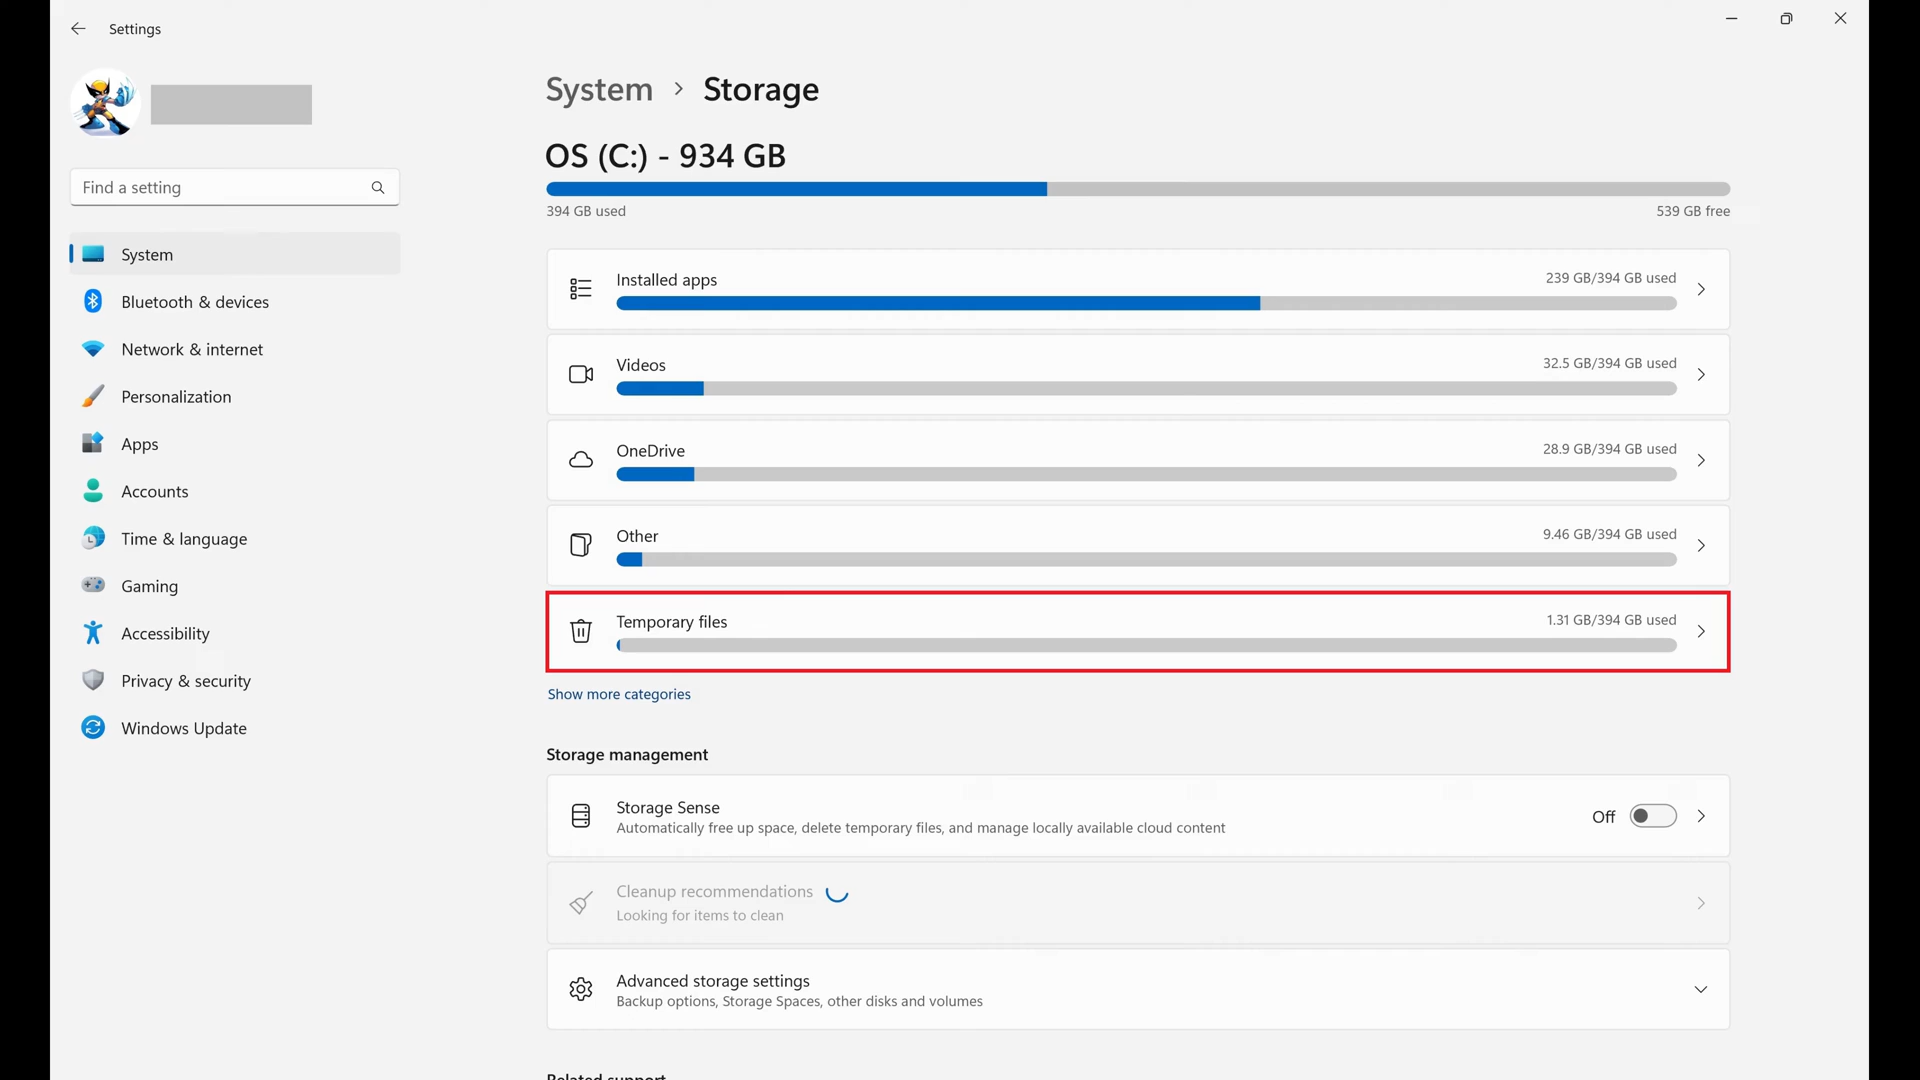 Settings
Find a setting
System
Bluetooth & devices
Network & internet
Personalization
Apps
Accounts
Time & language
Gaming
Accessibility
Privacy & security
Windows Update
System > Storage
OS (C:) - 934 GB
394 GB used
539 GB free
Installed apps
239 GB/394 GB used
Videos
32.5 GB/394 GB used
OneDrive
28.9 GB/394 GB used
Other
9.46 GB/394 GB used
Temporary files
1.31 GB/394 GB used
Show more categories
Storage management
Storage Sense
Off
Automatically free up space, delete temporary files, and manage locally available cloud content
Cleanup recommendations
Looking for items to clean
Advanced storage settings
Backup options, Storage Spaces, other disks and volumes
Related support